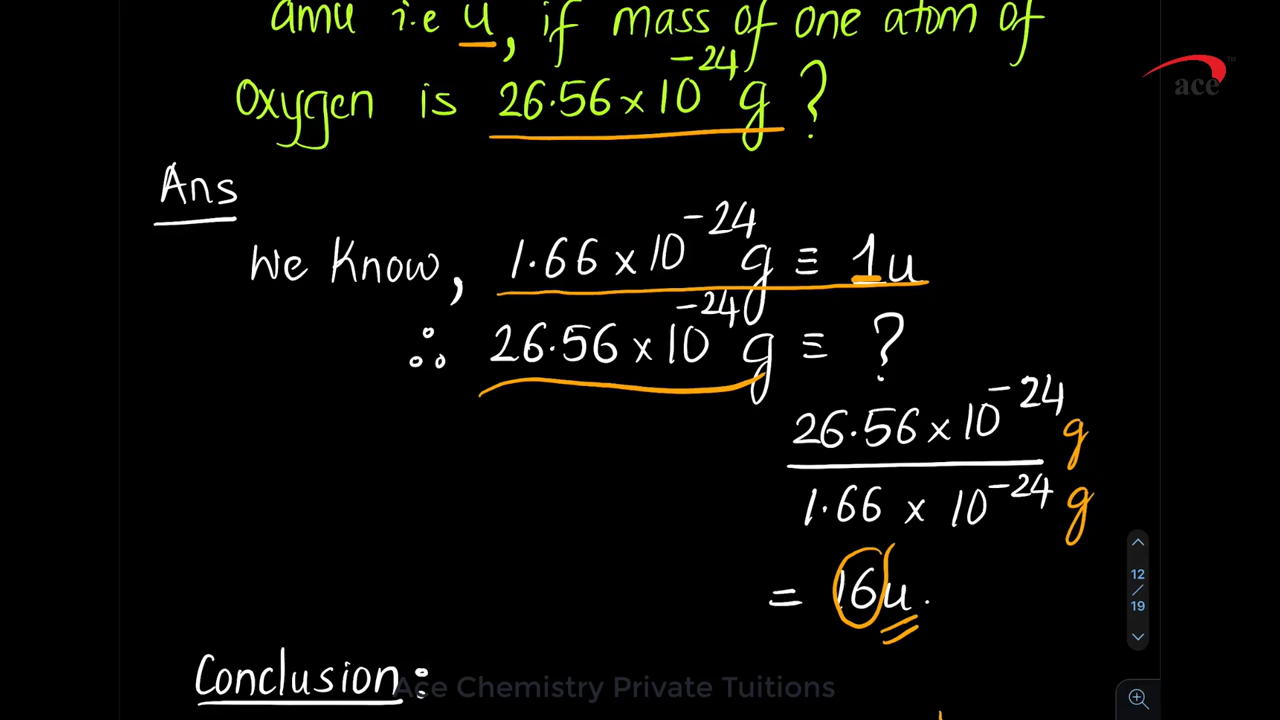 amu i.e u, if mass of one atom of
ace™
Oxygen is 26.56 × 10⁻²⁴ g ?
Ans
We Know, 1.66 × 10⁻²⁴ g ≡ 1u
∴ 26.56 × 10⁻²⁴ g ≡ ?
26.56 × 10⁻²⁴ g
1.66 × 10⁻²⁴ g
= 16u.
12
/
19
Conclusion:
Ace Chemistry Private Tuitions